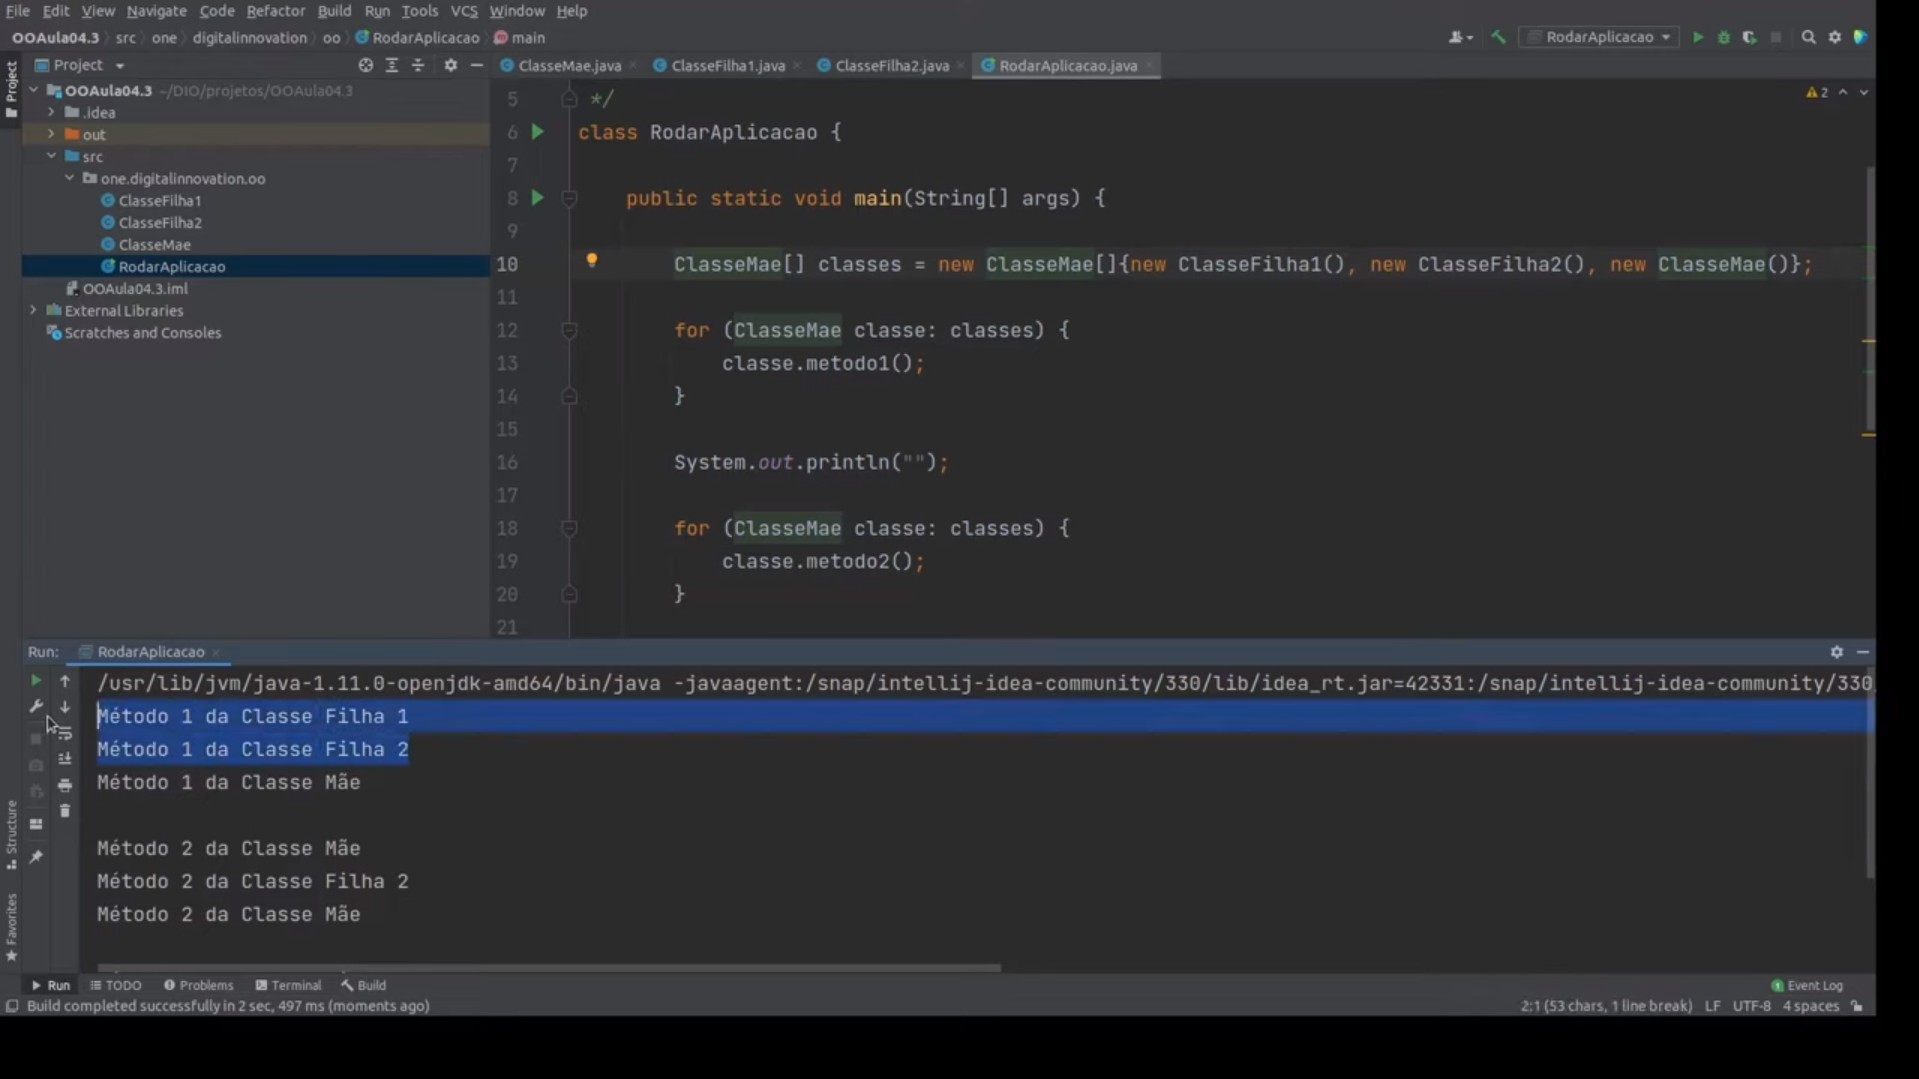 File Edit View Navigate Code Refactor Build Run Tools VCS Window Help
OOAula04.3 src one digitalinnovation oo RodarAplicacao main
RodarAplicacao
Project
ClasseMae.java ClasseFilha1.java ClasseFilha2.java RodarAplicacao.java
Project
OOAula04.3 ~/DIO/projetos/OOAula04.3
.idea
out
src
one.digitalinnovation.oo
ClasseFilha1
ClasseFilha2
ClasseMae
RodarAplicacao
OOAula04.3.iml
External Libraries
Scratches and Consoles
2
5 */
6 class RodarAplicacao {
7
8 public static void main(String[] args) {
9
10 ClasseMae[] classes = new ClasseMae[]{new ClasseFilha1(), new ClasseFilha2(), new ClasseMae()};
11
12 for (ClasseMae classe: classes) {
13 classe.metodo1();
14 }
15
16 System.out.println("");
17
18 for (ClasseMae classe: classes) {
19 classe.metodo2();
20 }
21
Run: RodarAplicacao
/usr/lib/jvm/java-1.11.0-openjdk-amd64/bin/java -javaagent:/snap/intellij-idea-community/330/lib/idea_rt.jar=42331:/snap/intellij-idea-community/330
Método 1 da Classe Filha 1
Método 1 da Classe Filha 2
Método 1 da Classe Mãe
Método 2 da Classe Mãe
Método 2 da Classe Filha 2
Método 2 da Classe Mãe
Structure
Favorites
Run TODO Problems Terminal Build
1 Event Log
Build completed successfully in 2 sec, 497 ms (moments ago)
2:1 (53 chars, 1 line break) LF UTF-8 4 spaces